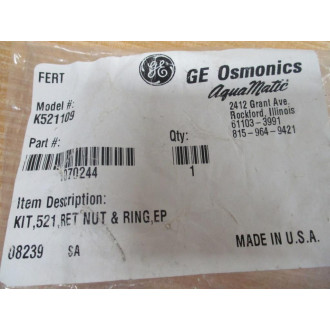 FERT
GE
GE Osmonics
AquaMatic
2412 Grant Ave.
Rockford, Illinois
61103-3991
815-964-9421
Model #:
K521109
Part #:
Qty:
1
Item Description:
KIT,521,RET NUT & RING,EP
08239 SA
MADE IN U.S.A.